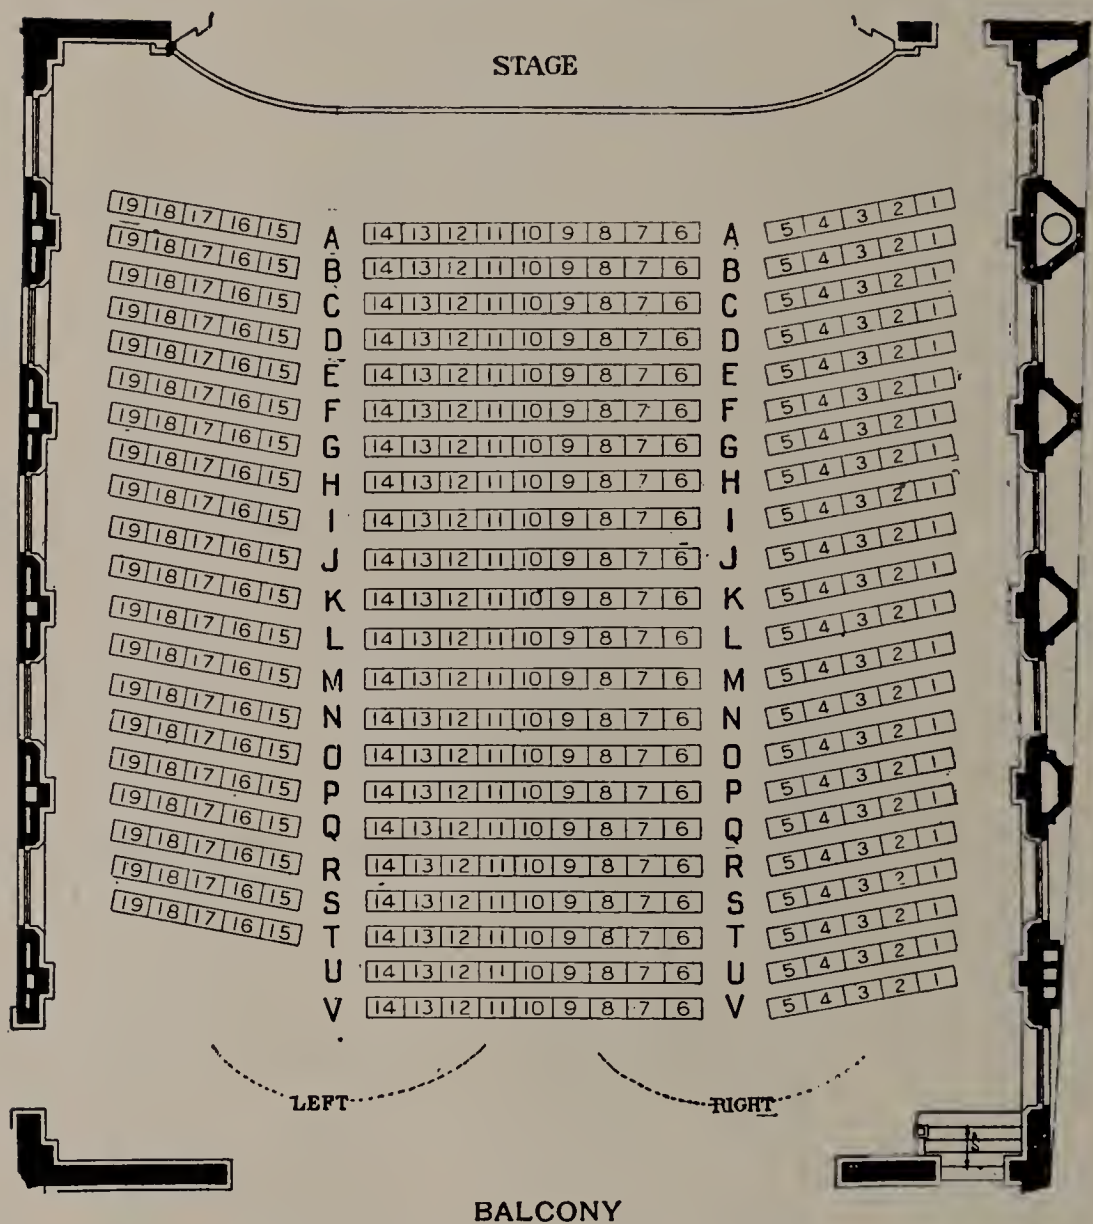 STAGE
19 18 17 16 15 A 14 13 12 11 10 9 8 7 6 A 5 4 3 2 1
19 18 17 16 15 B 14 13 12 11 10 9 8 7 6 B 5 4 3 2 1
19 18 17 16 15 C 14 13 12 11 10 9 8 7 6 C 5 4 3 2 1
19 18 17 16 15 D 14 13 12 11 10 9 8 7 6 D 5 4 3 2 1
19 18 17 16 15 E 14 13 12 11 10 9 8 7 6 E 5 4 3 2 1
19 18 17 16 15 F 14 13 12 11 10 9 8 7 6 F 5 4 3 2 1
19 18 17 16 15 G 14 13 12 11 10 9 8 7 6 G 5 4 3 2 1
19 18 17 16 15 H 14 13 12 11 10 9 8 7 6 H 5 4 3 2 1
19 18 17 16 15 I 14 13 12 11 10 9 8 7 6 I 5 4 3 2 1
19 18 17 16 15 J 14 13 12 11 10 9 8 7 6 J 5 4 3 2 1
19 18 17 16 15 K 14 13 12 11 10 9 8 7 6 K 5 4 3 2 1
19 18 17 16 15 L 14 13 12 11 10 9 8 7 6 L 5 4 3 2 1
19 18 17 16 15 M 14 13 12 11 10 9 8 7 6 M 5 4 3 2 1
19 18 17 16 15 N 14 13 12 11 10 9 8 7 6 N 5 4 3 2 1
19 18 17 16 15 O 14 13 12 11 10 9 8 7 6 O 5 4 3 2 1
19 18 17 16 15 P 14 13 12 11 10 9 8 7 6 P 5 4 3 2 1
19 18 17 16 15 Q 14 13 12 11 10 9 8 7 6 Q 5 4 3 2 1
19 18 17 16 15 R 14 13 12 11 10 9 8 7 6 R 5 4 3 2 1
19 18 17 16 15 S 14 13 12 11 10 9 8 7 6 S 5 4 3 2 1
19 18 17 16 15 T 14 13 12 11 10 9 8 7 6 T 5 4 3 2 1
U 14 13 12 11 10 9 8 7 6 U 5 4 3 2 1
V 14 13 12 11 10 9 8 7 6 V 5 4 3 2 1
LEFT RIGHT
BALCONY